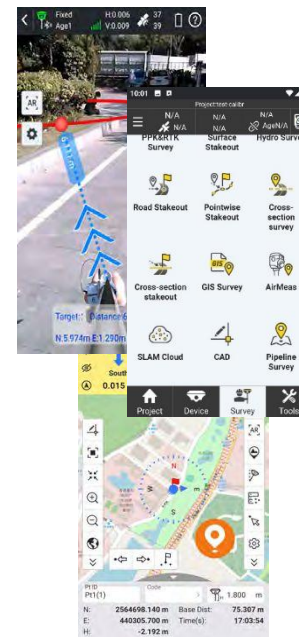 Fixed
H:0.006
37
Age1
V:0.009
39
AR
Target:
N:5.974m E:1.290m
10:01
Project:test calibr
N/A
N/A
N/A
N/A
N/A
AgeN/A
PPK&RTK Survey
Surface Stakeout
Hydro Surv
Road Stakeout
Pointwise Stakeout
Cross-section survey
Cross-section stakeout
GIS
GIS Survey
AirMeas
SLAM Cloud
CAD
Pipeline Survey
Project
Device
Survey
Tools
South
0.015
AR
N
W
E
S
Pt ID
Pt1(1)
Code
1.800 m
N: 2564698.140 m Base Dist: 75.307 m
E: 440305.700 m Time(s): 17:03:54
H: -2.192 m